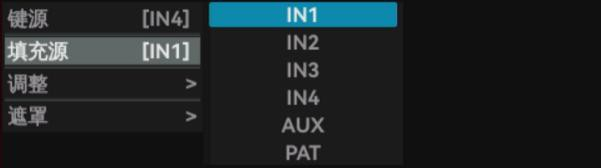 键源 [IN4]
填充源 [IN1]
调整 >
遮罩 >
IN1
IN2
IN3
IN4
AUX
PAT